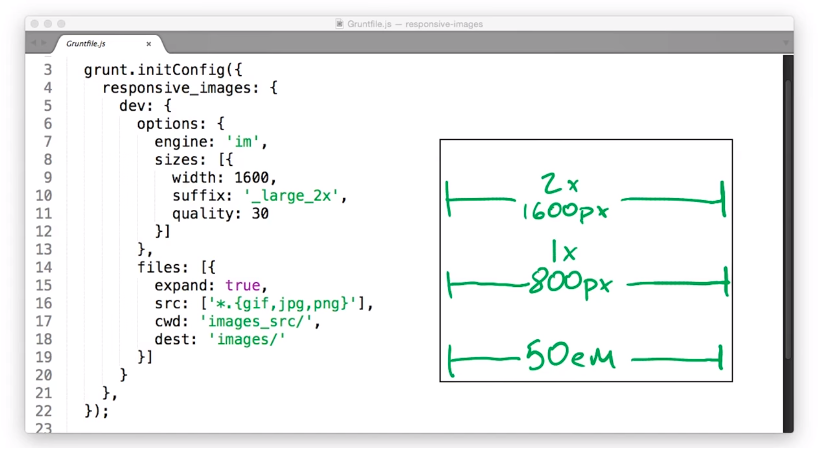 Gruntfile.js — responsive-images
Gruntfile.js ×
3 grunt.initConfig({
4 responsive_images: {
5 dev: {
6 options: {
7 engine: 'im',
8 sizes: [{
9 width: 1600,
10 suffix: '_large_2x',
11 quality: 30
12 }]
13 },
14 files: [{
15 expand: true,
16 src: ['*.{gif,jpg,png}'],
17 cwd: 'images_src/',
18 dest: 'images/'
19 }]
20 }
21 },
22 });
23
2x
1600px
1x
800px
50em